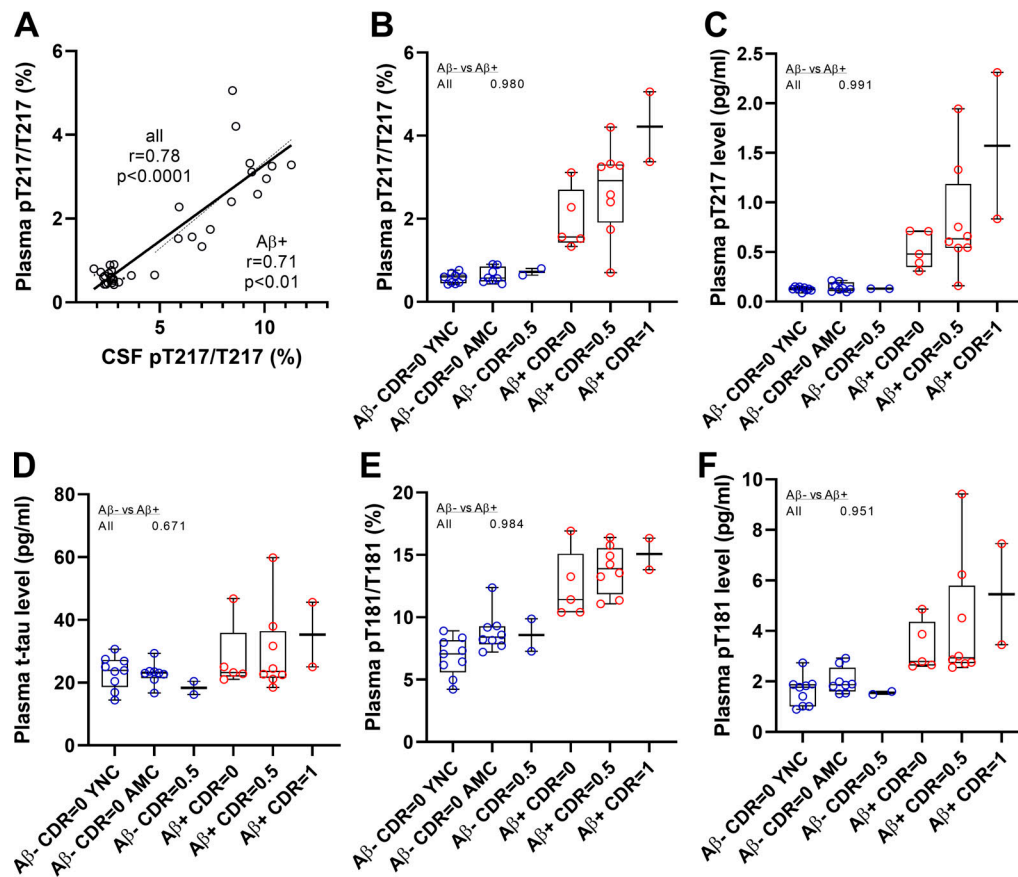 A
Plasma pT217/T217 (%)
6
4
2
0
all
r=0.78
p<0.0001
Aβ+
r=0.71
p<0.01
5
10
CSF pT217/T217 (%)
B
Plasma pT217/T217 (%)
6
4
2
0
Aβ- vs Aβ+
All 0.980
Aβ- CDR=0 YNC
Aβ- CDR=0 AMC
Aβ- CDR=0.5
Aβ+ CDR=0
Aβ+ CDR=0.5
Aβ+ CDR=1
C
Plasma pT217 level (pg/ml)
2.5
2.0
1.5
1.0
0.5
0.0
Aβ- vs Aβ+
All 0.991
Aβ- CDR=0 YNC
Aβ- CDR=0 AMC
Aβ- CDR=0.5
Aβ+ CDR=0
Aβ+ CDR=0.5
Aβ+ CDR=1
D
Plasma t-tau level (pg/ml)
80
60
40
20
0
Aβ- vs Aβ+
All 0.671
Aβ- CDR=0 YNC
Aβ- CDR=0 AMC
Aβ- CDR=0.5
Aβ+ CDR=0
Aβ+ CDR=0.5
Aβ+ CDR=1
E
Plasma pT181/T181 (%)
20
15
10
5
0
Aβ- vs Aβ+
All 0.984
Aβ- CDR=0 YNC
Aβ- CDR=0 AMC
Aβ- CDR=0.5
Aβ+ CDR=0
Aβ+ CDR=0.5
Aβ+ CDR=1
F
Plasma pT181 level (pg/ml)
10
8
6
4
2
0
Aβ- vs Aβ+
All 0.951
Aβ- CDR=0 YNC
Aβ- CDR=0 AMC
Aβ- CDR=0.5
Aβ+ CDR=0
Aβ+ CDR=0.5
Aβ+ CDR=1